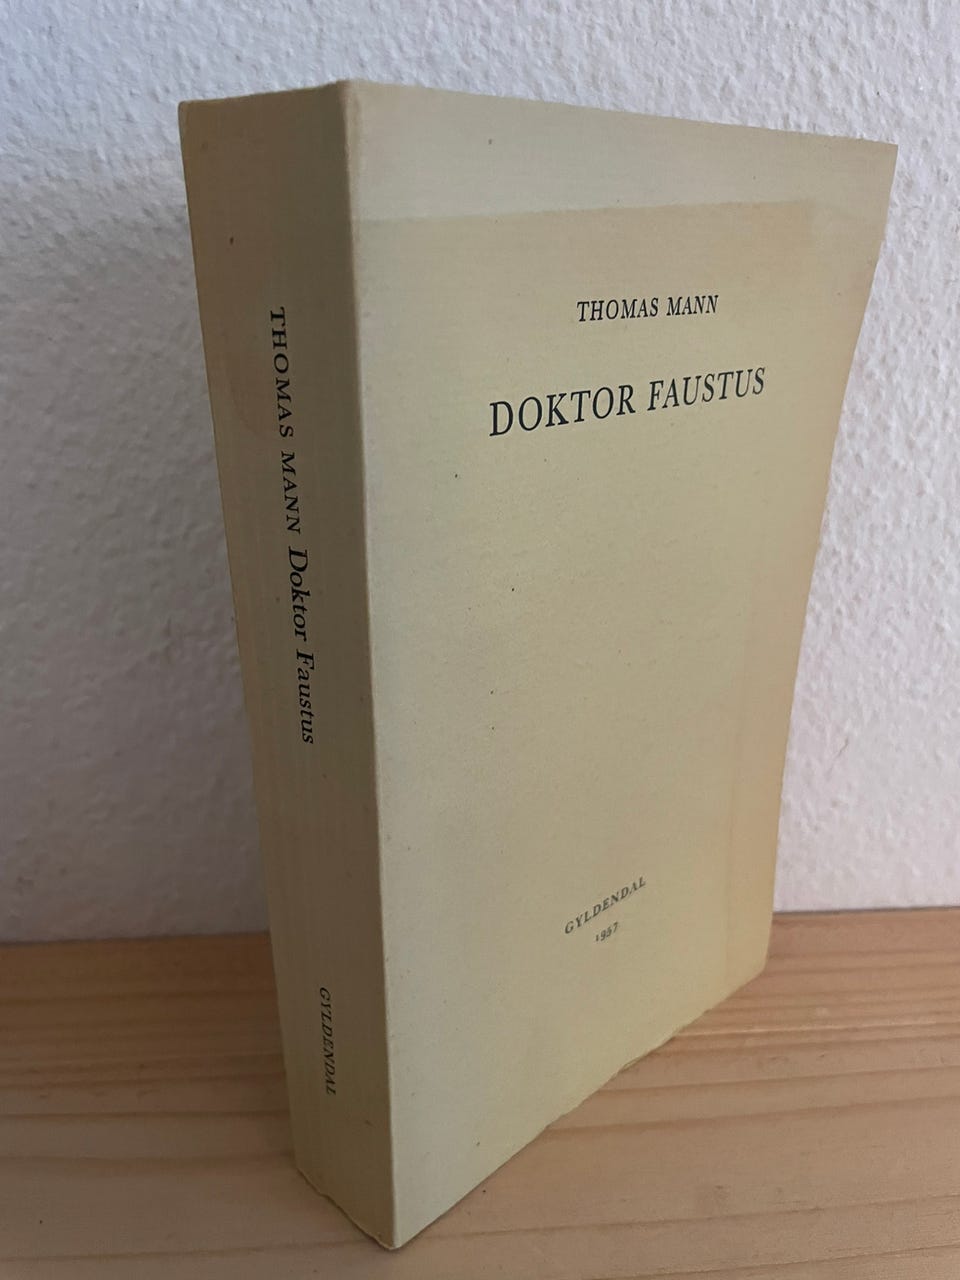 THOMAS MANN
DOKTOR FAUSTUS
GYLDENDAL
1957
THOMAS MANN Doktor Faustus
GYLDENDAL